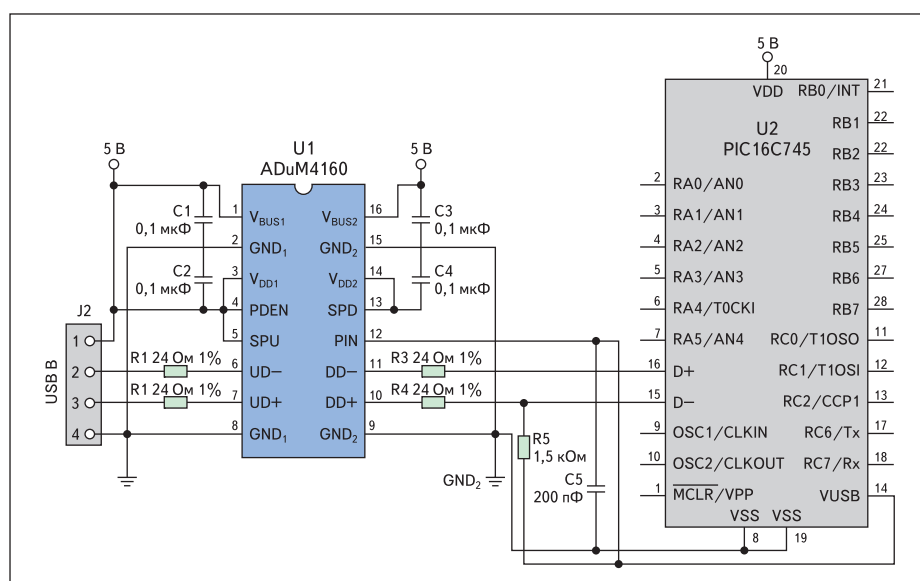 5 В
U1
ADuM4160
5 В
5 В
C1
0,1 мкФ
C2
0,1 мкФ
C3
0,1 мкФ
C4
0,1 мкФ
1 VBUS1
2 GND1
3 VDD1
4 PDEN
5 SPU
6 UD−
7 UD+
8 GND1
VBUS2 16
GND2 15
VDD2 14
SPD 13
PIN 12
DD− 11
DD+ 10
GND2 9
J2
USB B
1
2
3
4
R1 24 Ом 1%
R1 24 Ом 1%
R3 24 Ом 1%
R4 24 Ом 1%
R5
1,5 кОм
C5
200 пФ
GND2
20
VDD
U2
PIC16C745
2 RA0/AN0
3 RA1/AN1
4 RA2/AN2
5 RA3/AN3
6 RA4/T0CKI
7 RA5/AN4
16 D+
15 D−
9 OSC1/CLKIN
10 OSC2/CLKOUT
1 MCLR/VPP
RB0/INT 21
RB1 22
RB2 22
RB3 23
RB4 24
RB5 25
RB6 27
RB7 28
RC0/T1OSO 11
RC1/T1OSI 12
RC2/CCP1 13
RC6/Tx 17
RC7/Rx 18
VUSB 14
VSS VSS
8 19